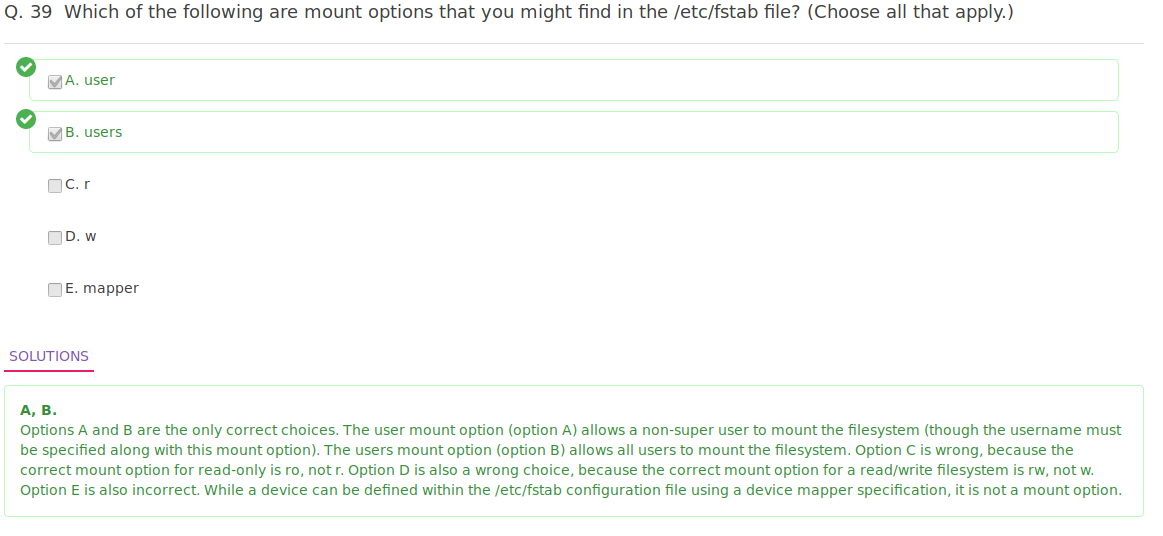 Q. 39 Which of the following are mount options that you might find in the /etc/fstab file? (Choose all that apply.)
A. user
B. users
C. r
D. w
E. mapper
SOLUTIONS
A, B.
Options A and B are the only correct choices. The user mount option (option A) allows a non-super user to mount the filesystem (though the username must
be specified along with this mount option). The users mount option (option B) allows all users to mount the filesystem. Option C is wrong, because the
correct mount option for read-only is ro, not r. Option D is also a wrong choice, because the correct mount option for a read/write filesystem is rw, not w.
Option E is also incorrect. While a device can be defined within the /etc/fstab configuration file using a device mapper specification, it is not a mount option.